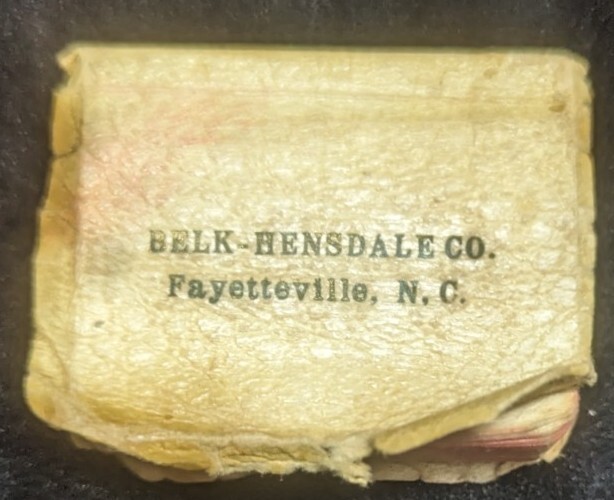 BELK-HENSDALE CO.
Fayetteville, N. C.